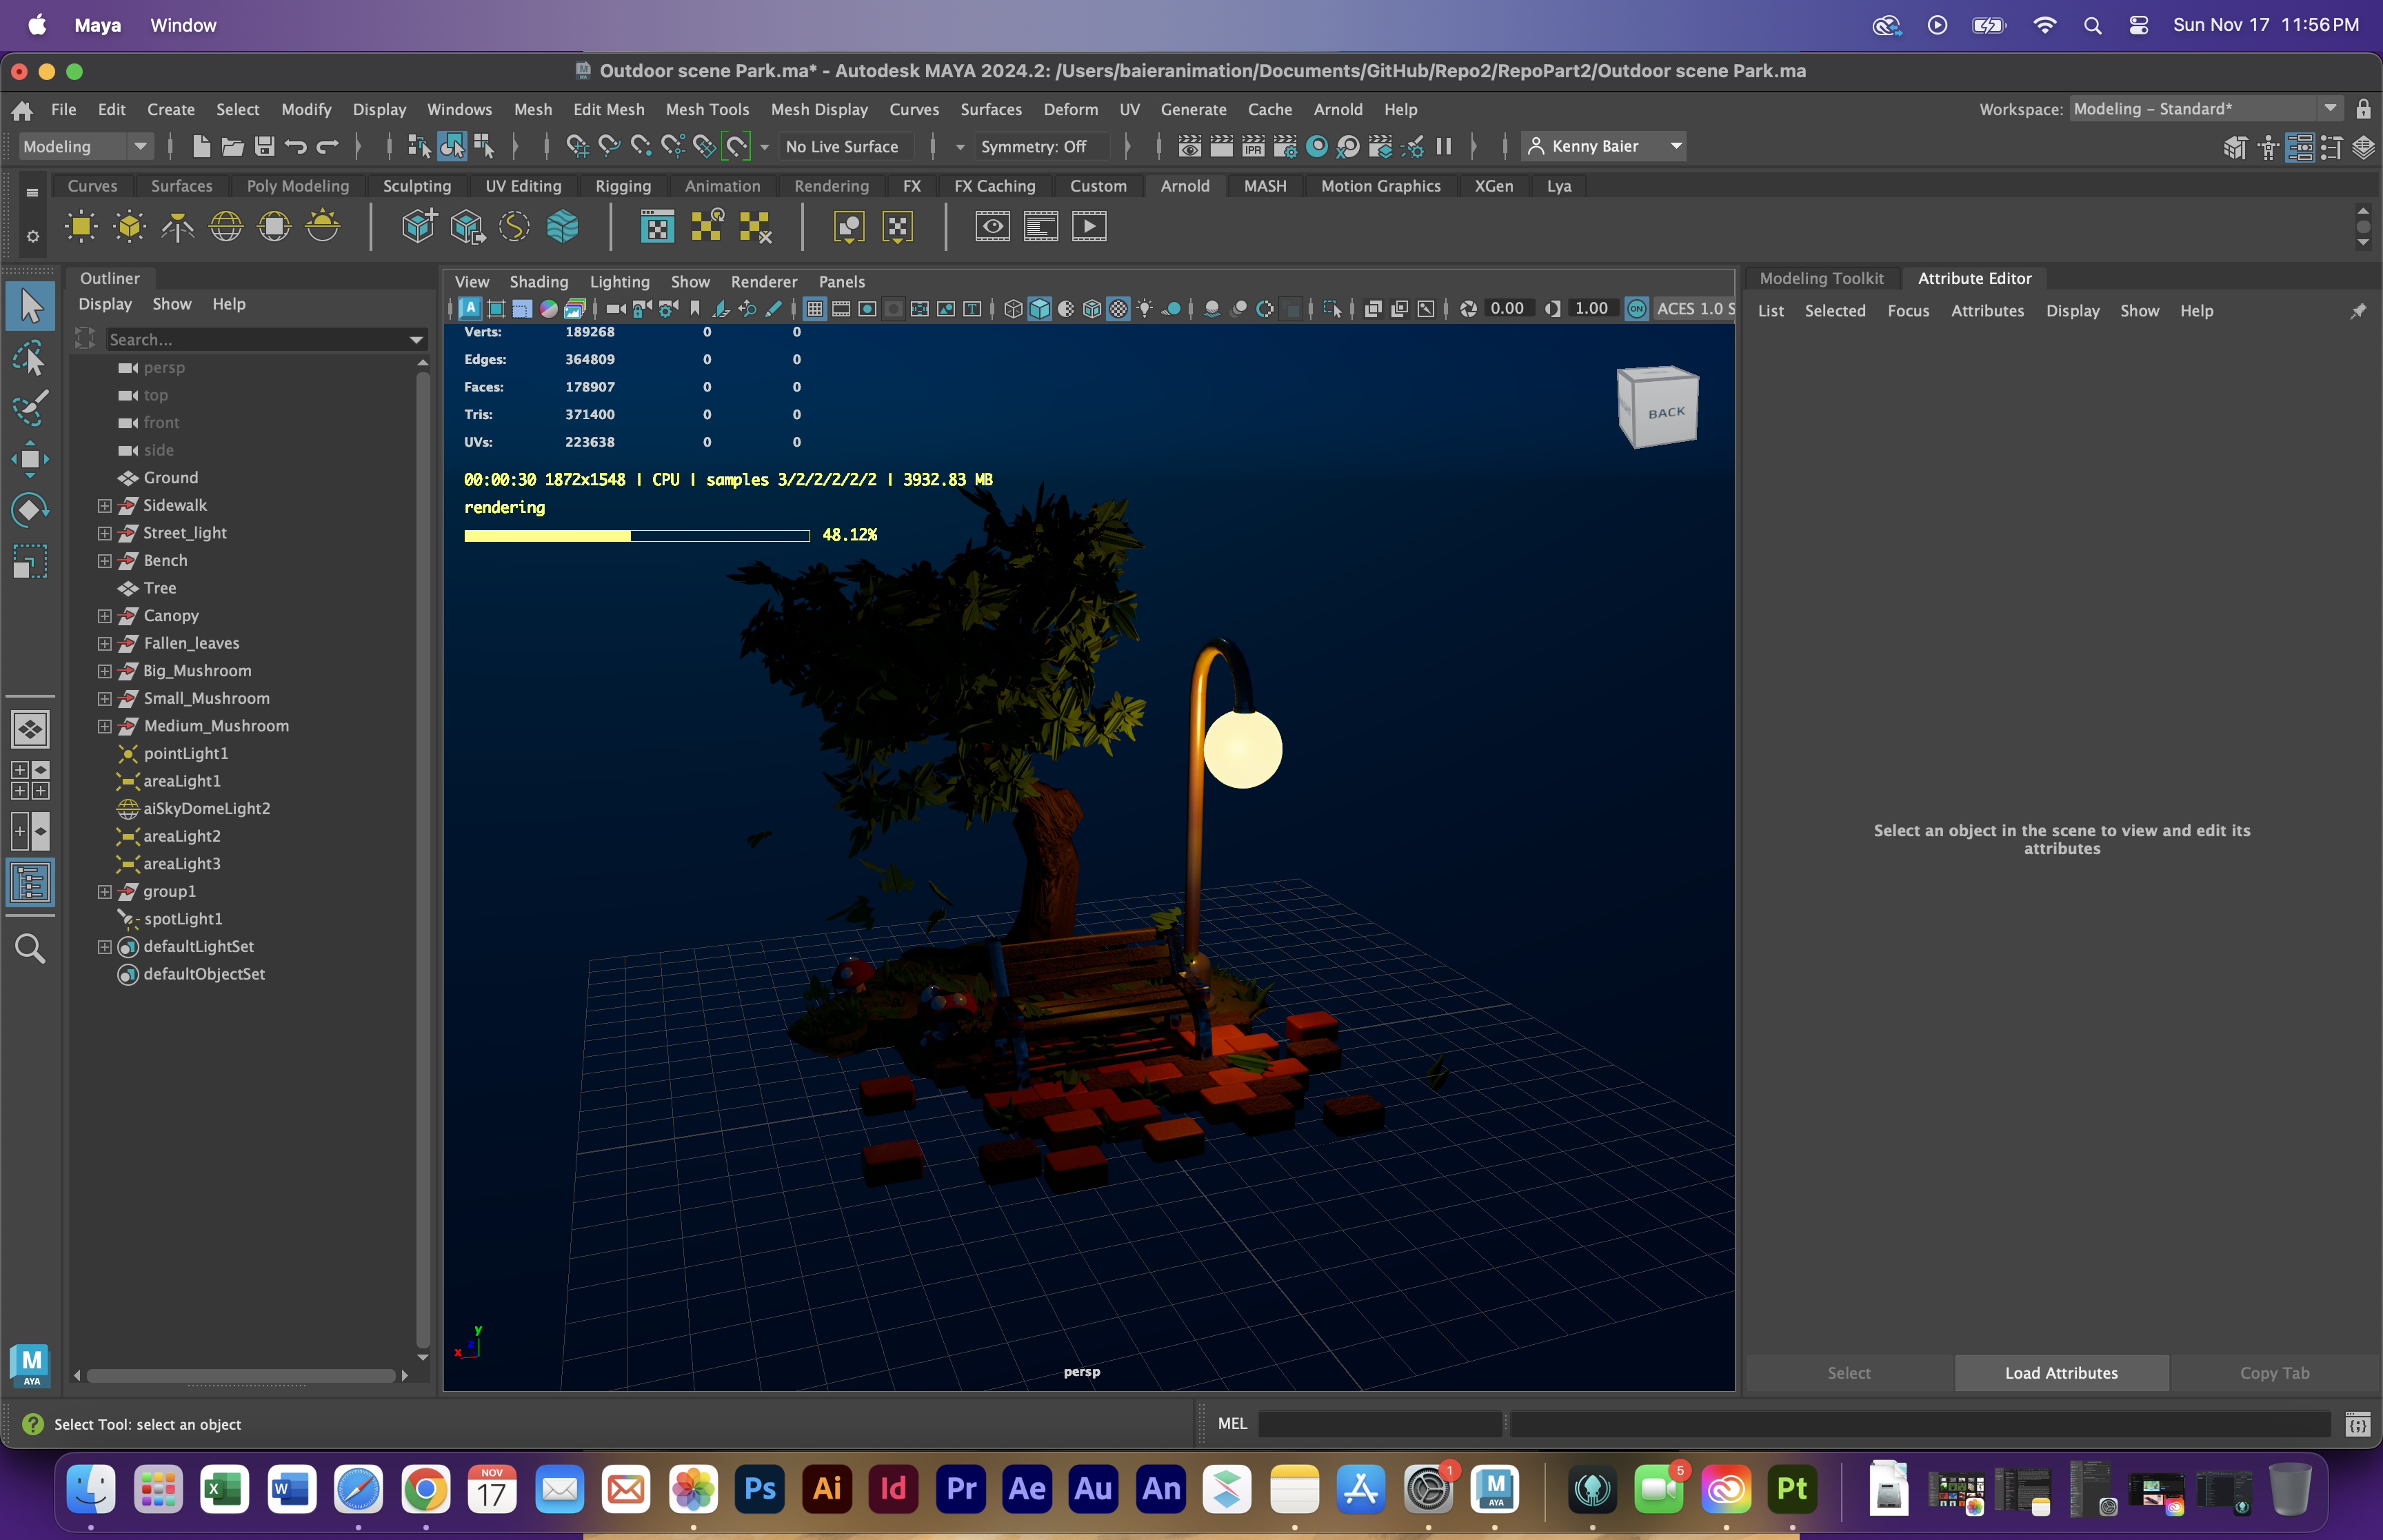 Maya Window
Sun Nov 17 11:56 PM
Outdoor scene Park.ma* - Autodesk MAYA 2024.2: /Users/baieranimation/Documents/GitHub/Repo2/RepoPart2/Outdoor scene Park.ma
File Edit Create Select Modify Display Windows Mesh Edit Mesh Mesh Tools Mesh Display Curves Surfaces Deform UV Generate Cache Arnold Help
Workspace: Modeling - Standard*
Modeling
No Live Surface
Symmetry: Off
IPR
Kenny Baier
Curves Surfaces Poly Modeling Sculpting UV Editing Rigging Animation Rendering FX FX Caching Custom Arnold MASH Motion Graphics XGen Lya
Outliner
Display Show Help
Search...
persp
top
front
side
Ground
Sidewalk
Street_light
Bench
Tree
Canopy
Fallen_leaves
Big_Mushroom
Small_Mushroom
Medium_Mushroom
pointLight1
areaLight1
aiSkyDomeLight2
areaLight2
areaLight3
group1
spotLight1
defaultLightSet
defaultObjectSet
View Shading Lighting Show Renderer Panels
0.00
1.00
ON
ACES 1.0 S
Verts: 189268 0 0
Edges: 364809 0 0
Faces: 178907 0 0
Tris: 371400 0 0
UVs: 223638 0 0
00:00:30 1872x1548 | CPU | samples 3/2/2/2/2/2 | 3932.83 MB
rendering
48.12%
BACK
y
x
z
persp
Modeling Toolkit Attribute Editor
List Selected Focus Attributes Display Show Help
Select an object in the scene to view and edit its
attributes
Select
Load Attributes
Copy Tab
M
AYA
Select Tool: select an object
MEL
X
W
NOV
17
Ps
Ai
Id
Pr
Ae
Au
An
1
M
AYA
5
Pt